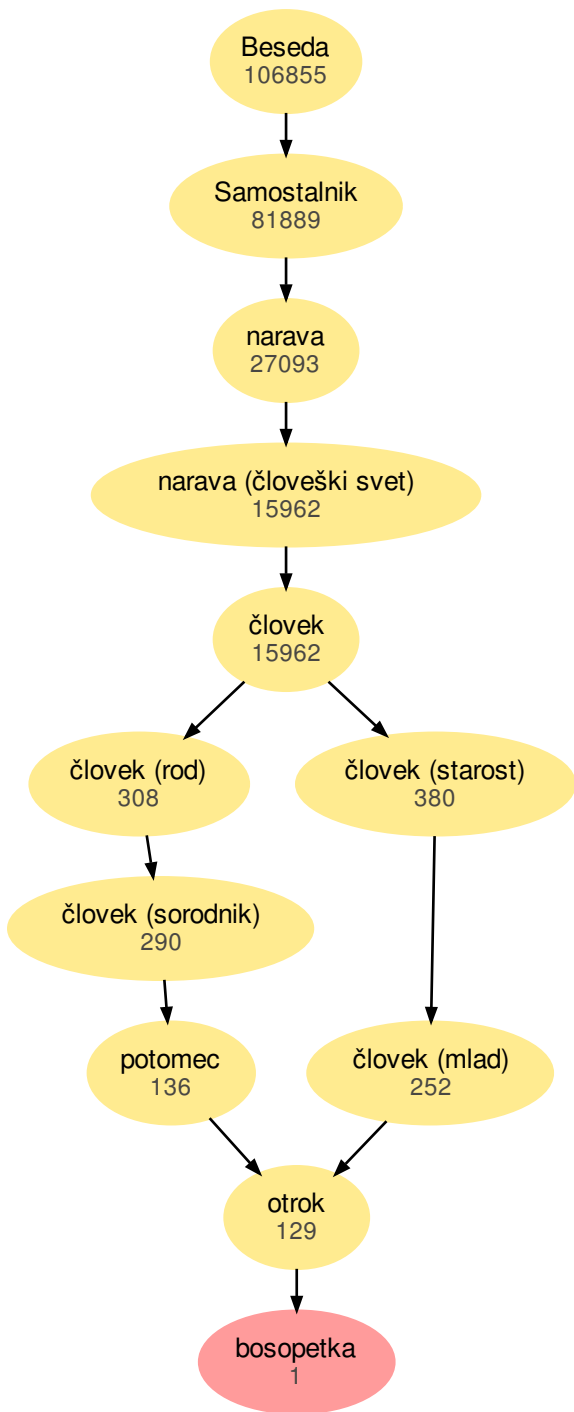 Beseda
106855
Samostalnik
81889
narava
27093
narava (človeški svet)
15962
človek
15962
človek (rod)
308
človek (starost)
380
človek (sorodnik)
290
potomec
136
človek (mlad)
252
otrok
129
bosopetka
1